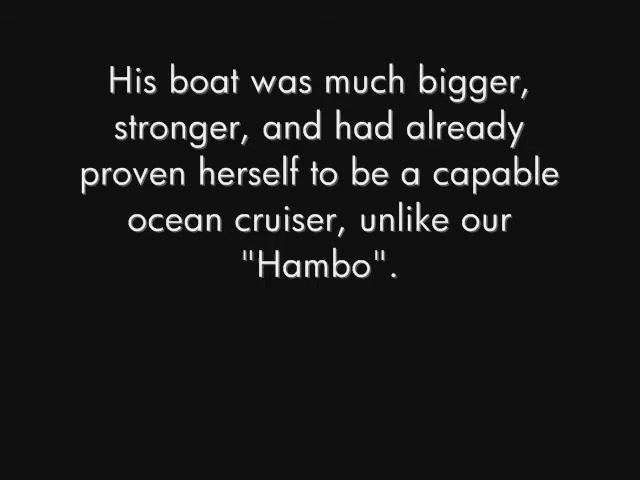 His boat was much bigger,
stronger, and had already
proven herself to be a capable
ocean cruiser, unlike our
"Hambo".